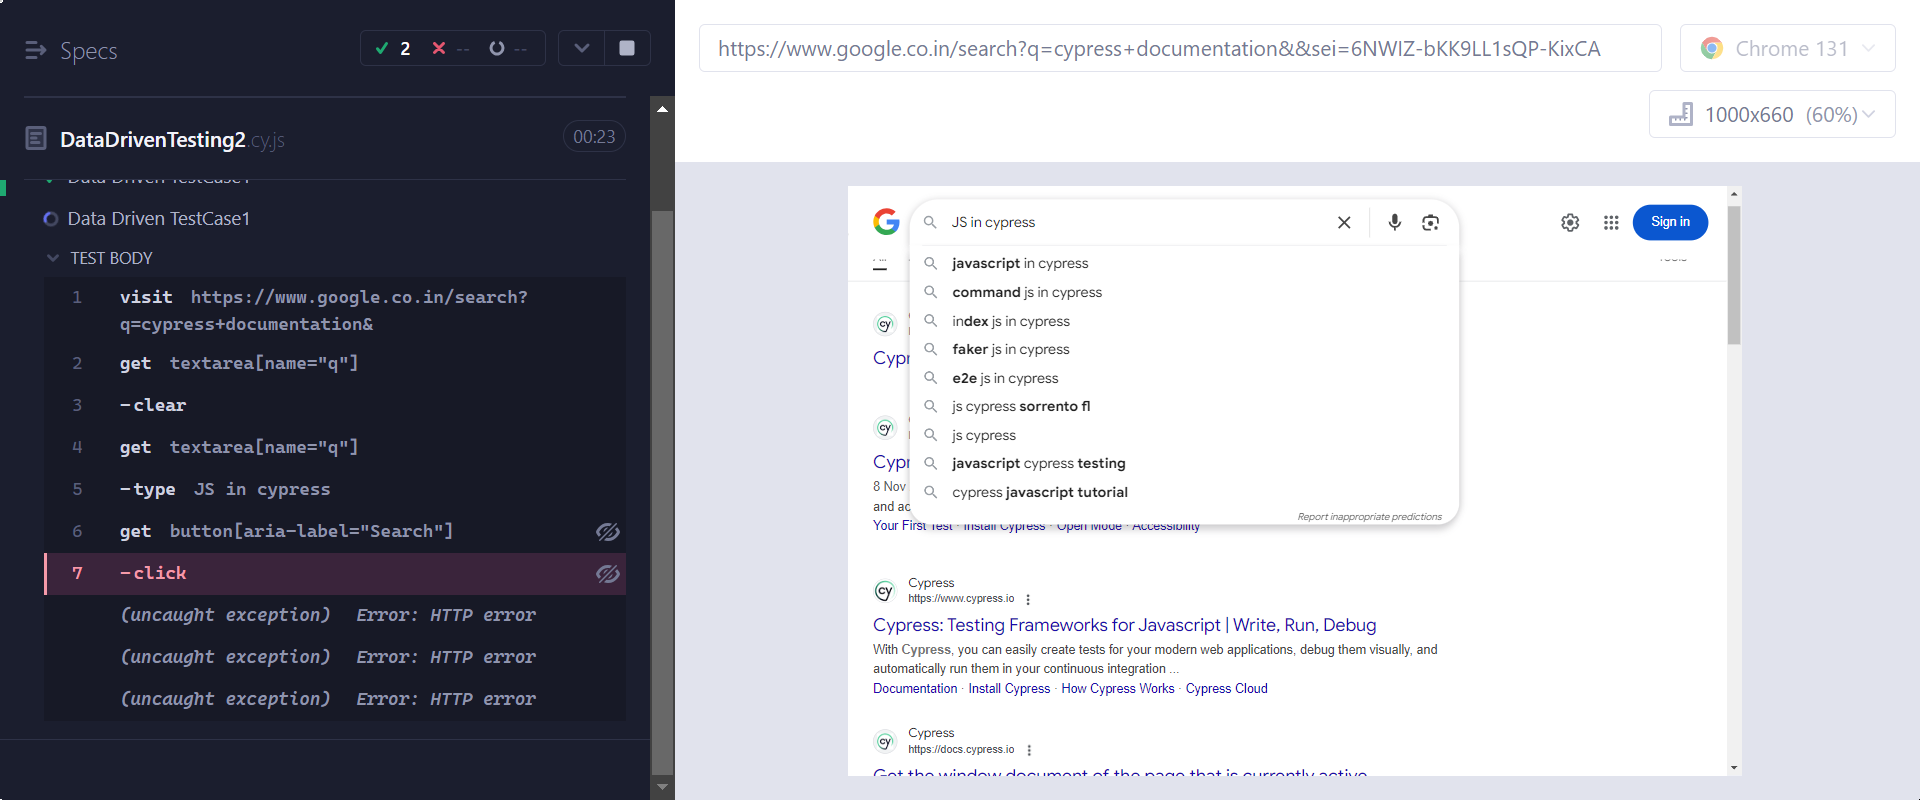 Specs
2
--
--
DataDrivenTesting2.cy.js
00:23
Data Driven TestCase1
Data Driven TestCase1
TEST BODY
1 visit https://www.google.co.in/search?
q=cypress+documentation&
2 get textarea[name="q"]
3 -clear
4 get textarea[name="q"]
5 -type JS in cypress
6 get button[aria-label="Search"]
7 -click
(uncaught exception) Error: HTTP error
(uncaught exception) Error: HTTP error
(uncaught exception) Error: HTTP error
https://www.google.co.in/search?q=cypress+documentation&&sei=6NWIZ-bKK9LL1sQP-KixCA
Chrome 131
1000x660 (60%)
JS in cypress
Sign in
javascript in cypress
command js in cypress
index js in cypress
faker js in cypress
e2e js in cypress
js cypress sorrento fl
js cypress
javascript cypress testing
cypress javascript tutorial
Report inappropriate predictions
cy
Cypr
cy
Cypr
8 Nov
and ac
Your First Test · Install Cypress · Open Mode · Accessibility
cy
Cypress
https://www.cypress.io
Cypress: Testing Frameworks for Javascript | Write, Run, Debug
With Cypress, you can easily create tests for your modern web applications, debug them visually, and
automatically run them in your continuous integration ...
Documentation · Install Cypress · How Cypress Works · Cypress Cloud
cy
Cypress
https://docs.cypress.io
Get the window document of the page that is currently active